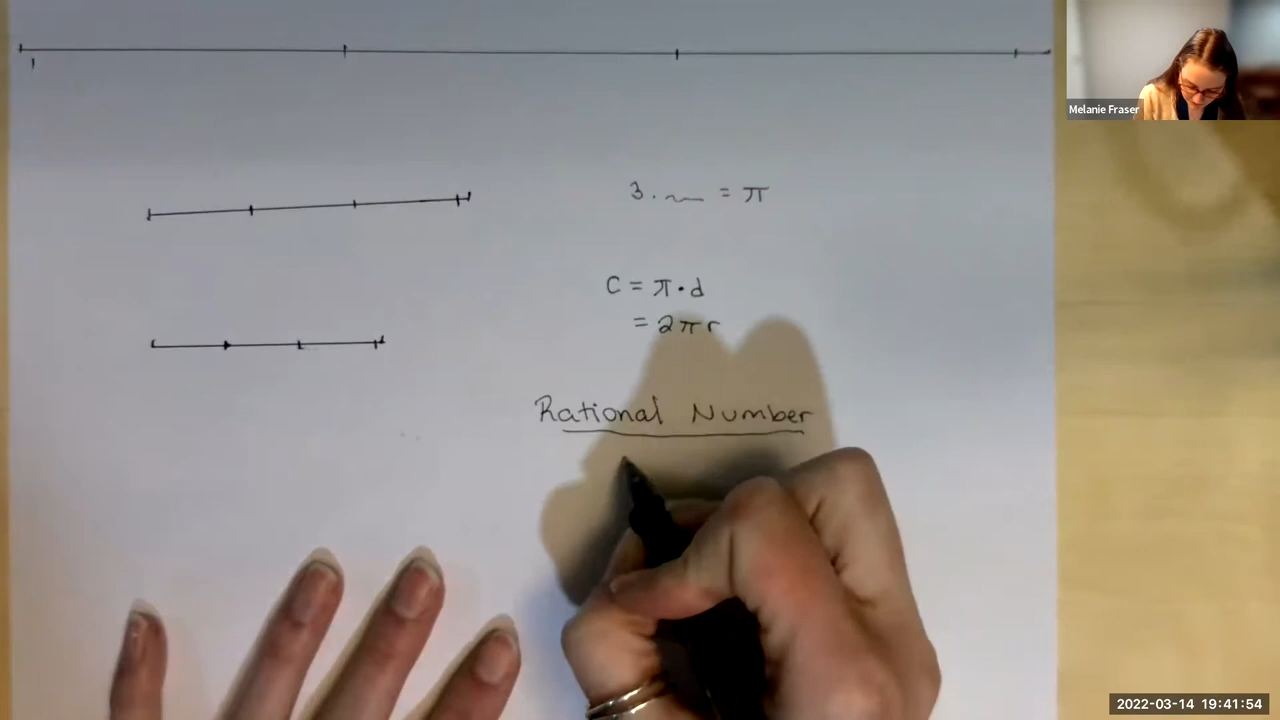 Melanie Fraser
3. = π
C = π·d
= 2πr
Rational Number
2022-03-14 19:41:54